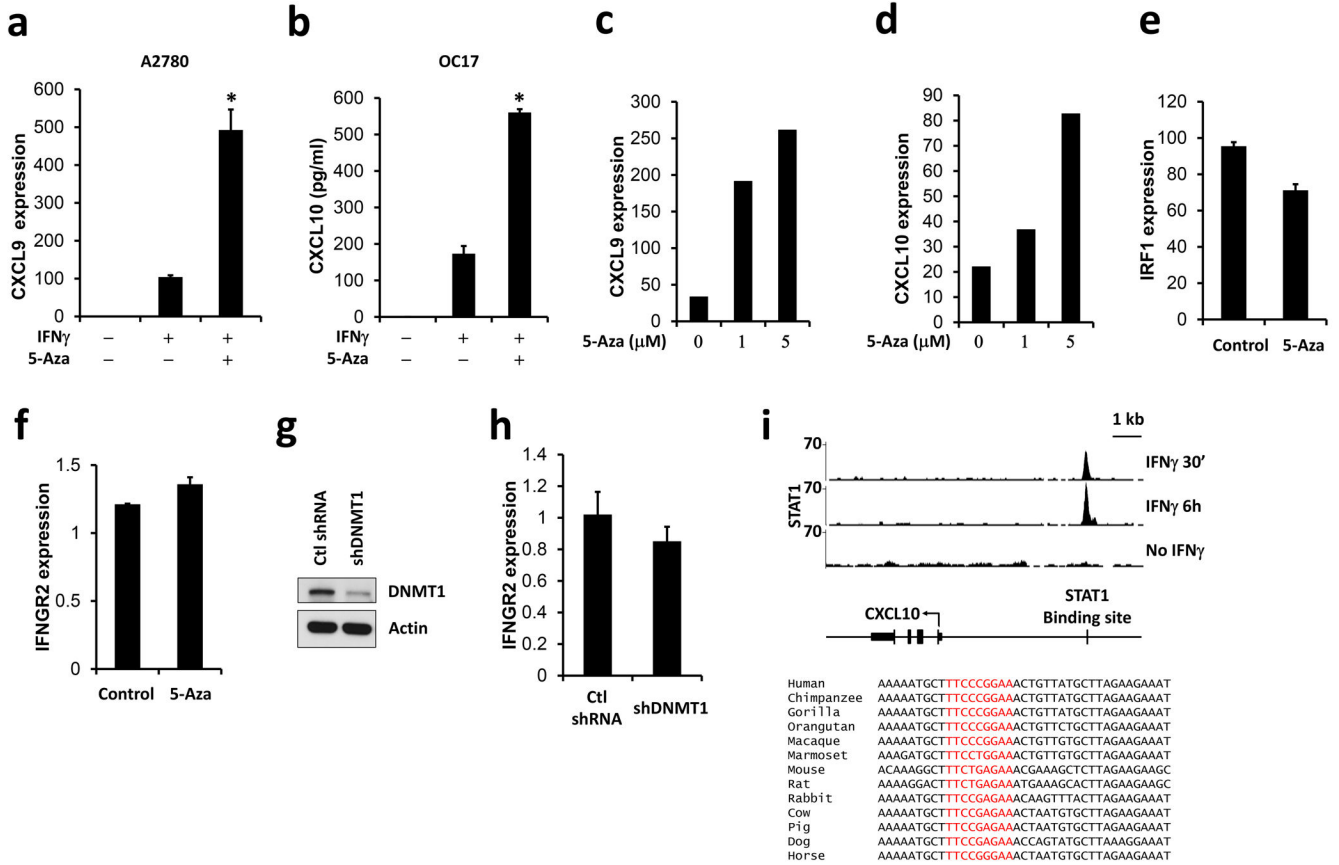 a
A2780
CXCL9 expression
600
500
400
300
200
100
0
IFNγ – + +
5-Aza – – +
*
b
OC17
CXCL10 (pg/ml)
600
500
400
300
200
100
0
IFNγ – + +
5-Aza – – +
*
c
CXCL9 expression
300
250
200
150
100
50
0
5-Aza (μM) 0 1 5
d
CXCL10 expression
90
80
70
60
50
40
30
20
10
0
5-Aza (μM) 0 1 5
e
IRF1 expression
120
100
80
60
40
20
0
Control 5-Aza
f
IFNGR2 expression
1.5
1
0.5
0
Control 5-Aza
g
Ctl shRNA
shDNMT1
DNMT1
Actin
h
IFNGR2 expression
1.4
1.2
1
0.8
0.6
0.4
0.2
0
Ctl
shRNA
shDNMT1
i
1 kb
STAT1
70
IFNγ 30’
70
IFNγ 6h
70
No IFNγ
CXCL10
STAT1
Binding site
Human AAAAATGCTTTCCCGGAAACTGTTATGCTTAGAAGAAAT
Chimpanzee AAAAATGCTTTCCCGGAAACTGTTATGCTTAGAAGAAAT
Gorilla AAAAATGCTTTCCCGGAAACTGTTATGCTTAGAAGAAAT
Orangutan AAAAATGCTTTCCCGGAAACTGTTCTGCTTAGAAGAAAT
Macaque AAAAATGCTTTCCCGGAAACTGTTGTGCTTAGAAGAAAT
Marmoset AAAGATGCTTTCCTGGAAACTGTTGTGCTTAGAAGAAAT
Mouse ACAAAGGCTTTCTGAGAAACGAAAGCTCTTAGAAGAAGC
Rat AAAAGGACTTTCTGAGAAATGAAAGCACTTAGAAGAAGC
Rabbit AAAAATGCTTTCCGAGAAACAAGTTTACTTAGAAGAAAT
Cow AAAAATGCTTTCCGAGAAACTAATGTGCTTAGAAGAAAT
Pig AAAAATGCTTTCCGAGAAACTAATGTGCTTAGAAGAAAT
Dog AAAAATGCTTTCCGAGAAACCAGTATGCTTAAAGGAAAT
Horse AAAAATGCTTTCCGGGAAACTAATGTGCTTAGAAGAAAT